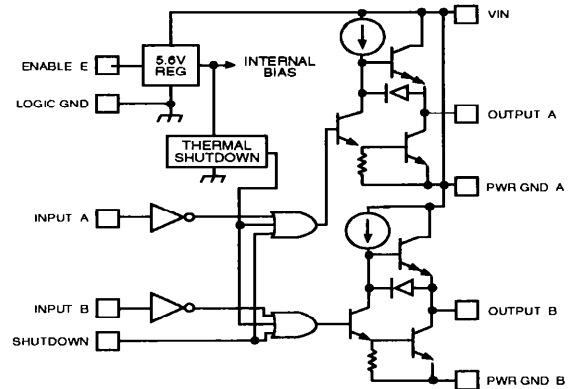 VIN
ENABLE E
5.6V
REG
INTERNAL
BIAS
LOGIC GND
OUTPUT A
THERMAL
SHUTDOWN
PWR GND A
INPUT A
INPUT B
OUTPUT B
SHUTDOWN
PWR GND B